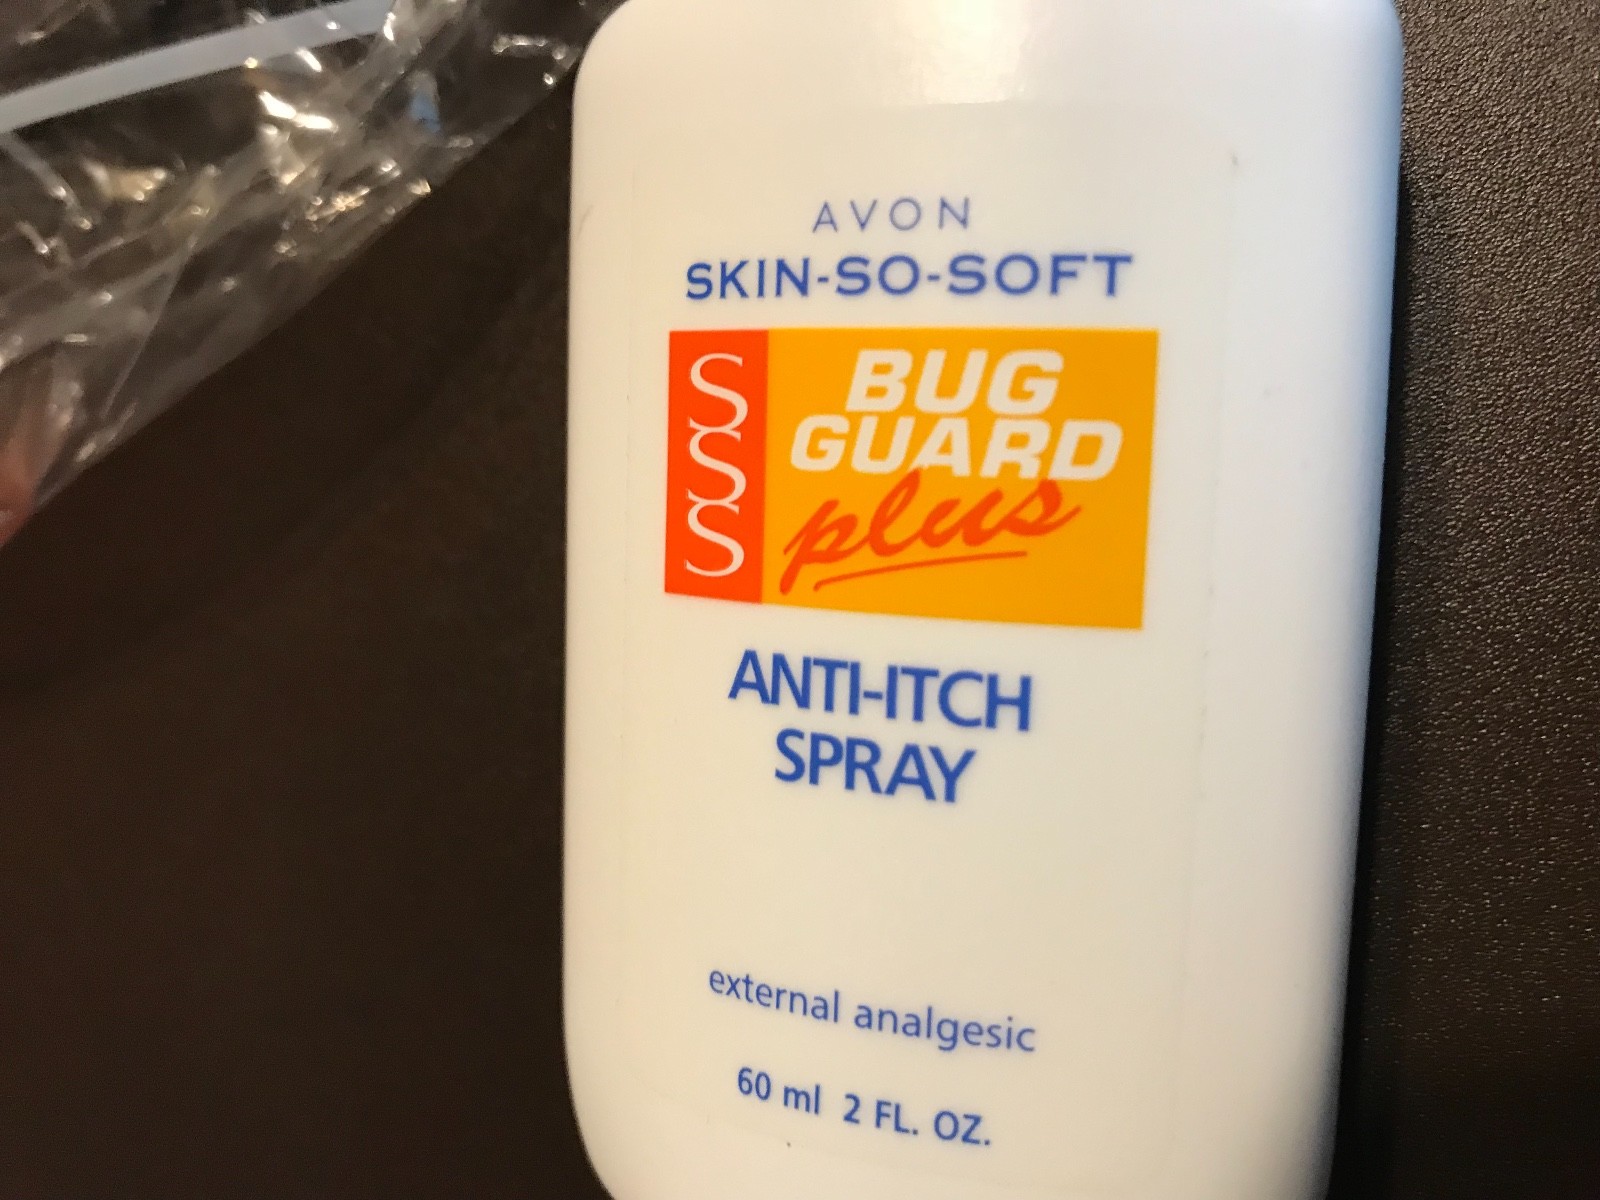 AVON
SKIN-SO-SOFT
SSS
BUG
GUARD
plus
ANTI-ITCH
SPRAY
external analgesic
60 ml 2 FL. OZ.